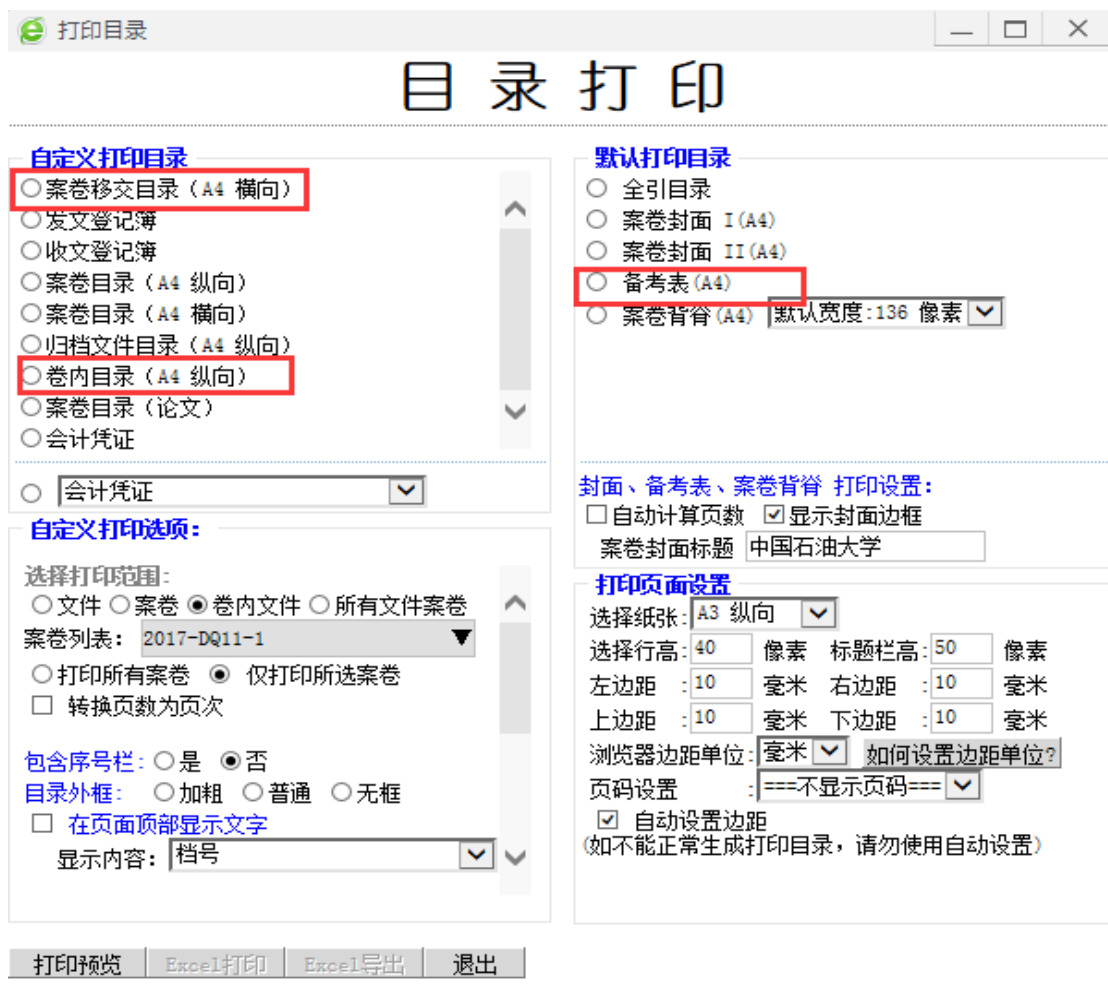 打印目录
目录打印
自定义打印目录
案卷移交目录（A4 横向）
发文登记簿
收文登记簿
案卷目录（A4 纵向）
案卷目录（A4 横向）
归档文件目录（A4 纵向）
卷内目录（A4 纵向）
案卷目录（论文）
会计凭证
会计凭证
自定义打印选项：
选择打印范围：
文件 案卷 卷内文件 所有文件案卷
案卷列表： 2017-DQ11-1
打印所有案卷 仅打印所选案卷
转换页数为页次
包含序号栏：是 否
目录外框： 加粗 普通 无框
在页面顶部显示文字
显示内容：档号
默认打印目录
全引目录
案卷封面 I(A4)
案卷封面 II(A4)
备考表(A4)
案卷背脊(A4) 默认宽度:136 像素
封面、备考表、案卷背脊 打印设置：
自动计算页数 显示封面边框
案卷封面标题 中国石油大学
打印页面设置
选择纸张：A3 纵向
选择行高：40 像素 标题栏高：50 像素
左边距 ：10 毫米 右边距 ：10 毫米
上边距 ：10 毫米 下边距 ：10 毫米
浏览器边距单位：毫米 如何设置边距单位?
页码设置 ：===不显示页码===
自动设置边距
(如不能正常生成打印目录，请勿使用自动设置)
打印预览 Excel打印 Excel导出 退出